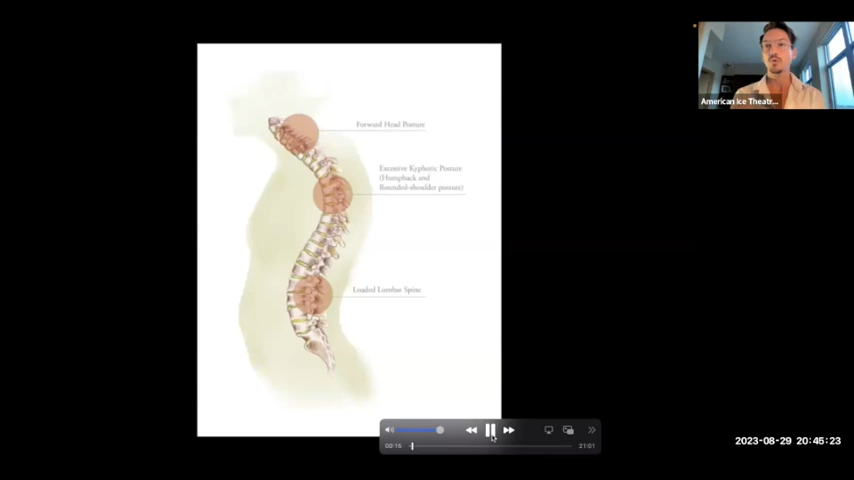 American Ice Theatr...
Forward Head Posture
Excessive Kyphotic Posture
(Humpback and
Rounded-shoulder posture)
Loaded Lumbar Spine
00:15
21:01
2023-08-29 20:45:23